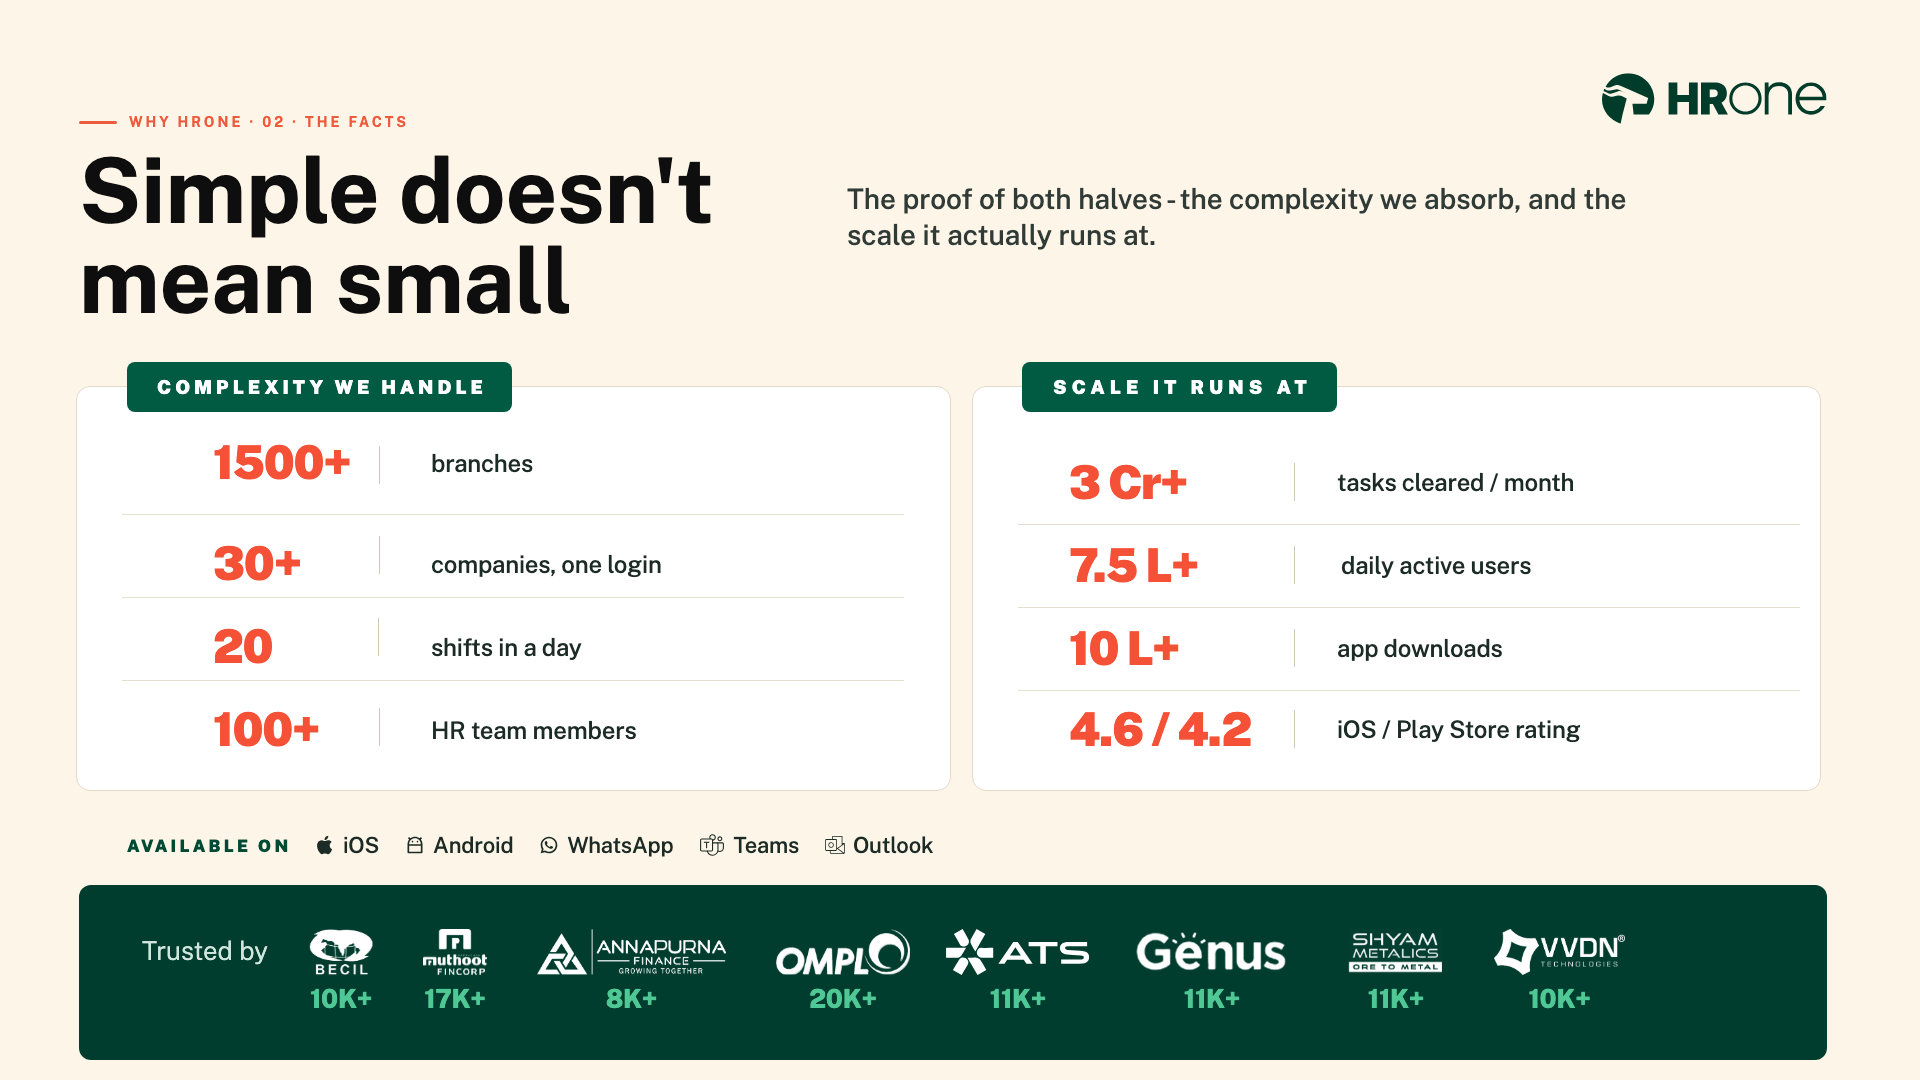 HRone
WHY HRONE · 02 · THE FACTS
Simple doesn't
mean small
The proof of both halves - the complexity we absorb, and the
scale it actually runs at.
COMPLEXITY WE HANDLE
1500+ branches
30+ companies, one login
20 shifts in a day
100+ HR team members
SCALE IT RUNS AT
3 Cr+ tasks cleared / month
7.5 L+ daily active users
10 L+ app downloads
4.6 / 4.2 iOS / Play Store rating
AVAILABLE ON iOS Android WhatsApp Teams Outlook
Trusted by
BECIL
10K+
muthoot
FINCORP
17K+
ANNAPURNA
FINANCE
GROWING TOGETHER
8K+
OMPL
20K+
ATS
11K+
Genus
11K+
SHYAM
METALICS
ORE TO METAL
11K+
VVDN®
TECHNOLOGIES
10K+